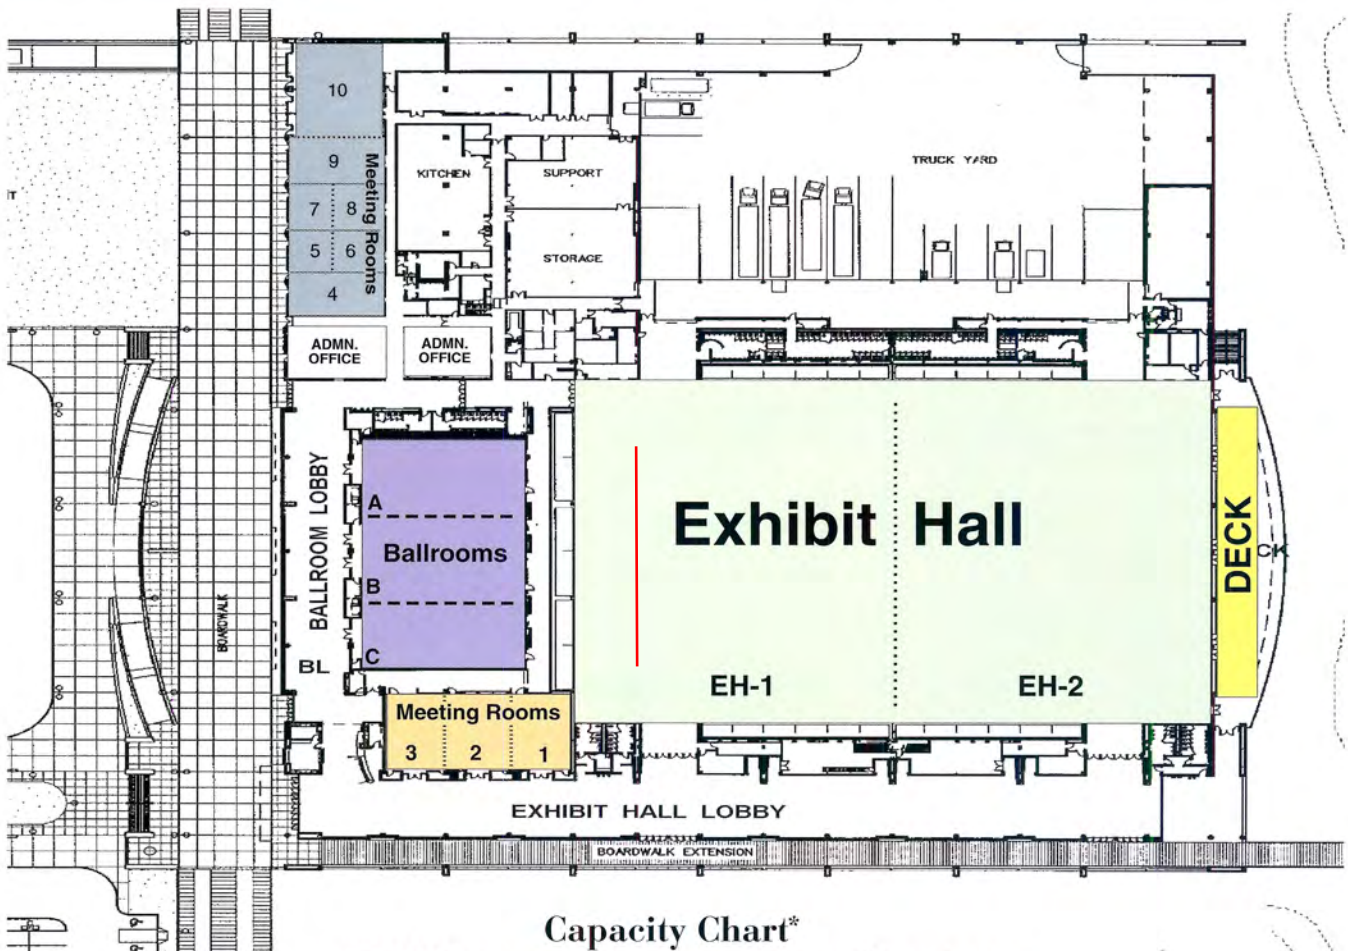 10
9
7
8
5
6
4
Meeting Rooms
KITCHEN
SUPPORT
STORAGE
TRUCK YARD
T
ADMN.
OFFICE
ADMN.
OFFICE
BALLROOM LOBBY
BL
A
Ballrooms
B
C
BOARDWALK
Exhibit Hall
EH-1
EH-2
DECK
CK
Meeting Rooms
3
2
1
EXHIBIT HALL LOBBY
BOARDWALK EXTENSION
Capacity Chart*